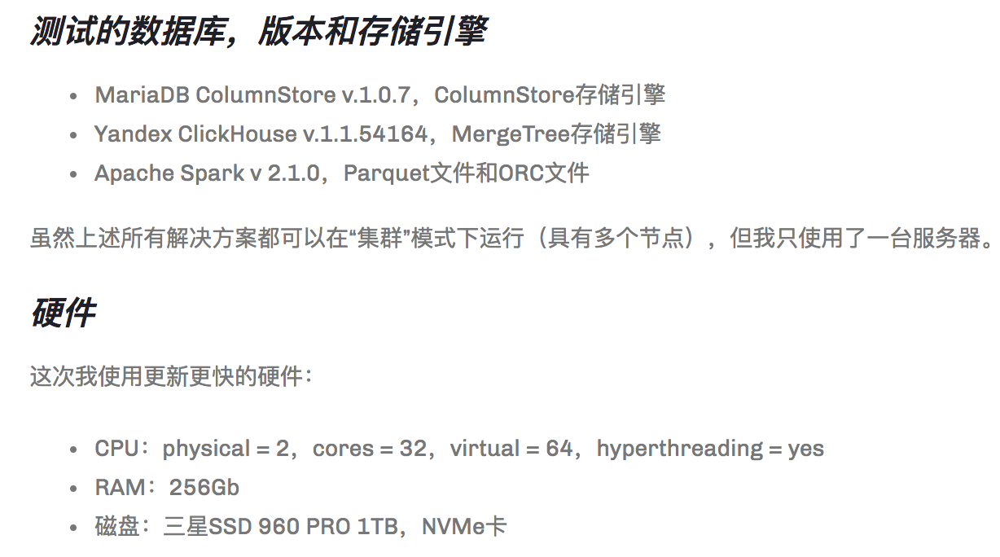 测试的数据库，版本和存储引擎
MariaDB ColumnStore v.1.0.7，ColumnStore存储引擎
Yandex ClickHouse v.1.1.54164，MergeTree存储引擎
Apache Spark v 2.1.0，Parquet文件和ORC文件
虽然上述所有解决方案都可以在“集群”模式下运行（具有多个节点），但我只使用了一台服务器。
硬件
这次我使用更新更快的硬件：
CPU：physical = 2，cores = 32，virtual = 64，hyperthreading = yes
RAM：256Gb
磁盘：三星SSD 960 PRO 1TB，NVMe卡